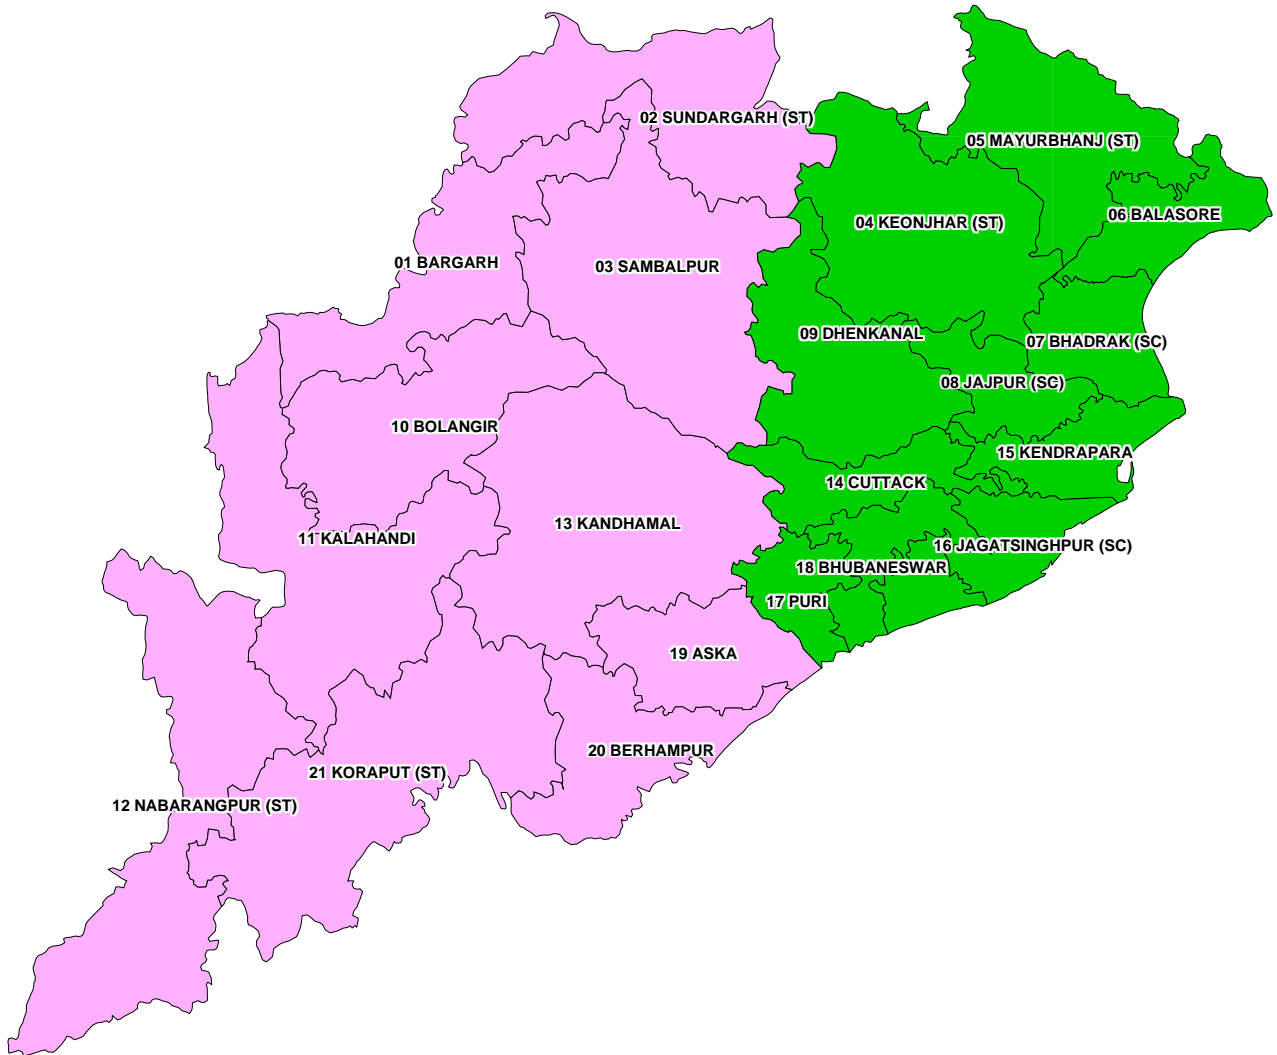 02 SUNDARGARH (ST)
05 MAYURBHANJ (ST)
06 BALASORE
04 KEONJHAR (ST)
01 BARGARH
03 SAMBALPUR
09 DHENKANAL
07 BHADRAK (SC)
08 JAJPUR (SC)
10 BOLANGIR
15 KENDRAPARA
14 CUTTACK
13 KANDHAMAL
11 KALAHANDI
16 JAGATSINGHPUR (SC)
18 BHUBANESWAR
17 PURI
19 ASKA
20 BERHAMPUR
21 KORAPUT (ST)
12 NABARANGPUR (ST)